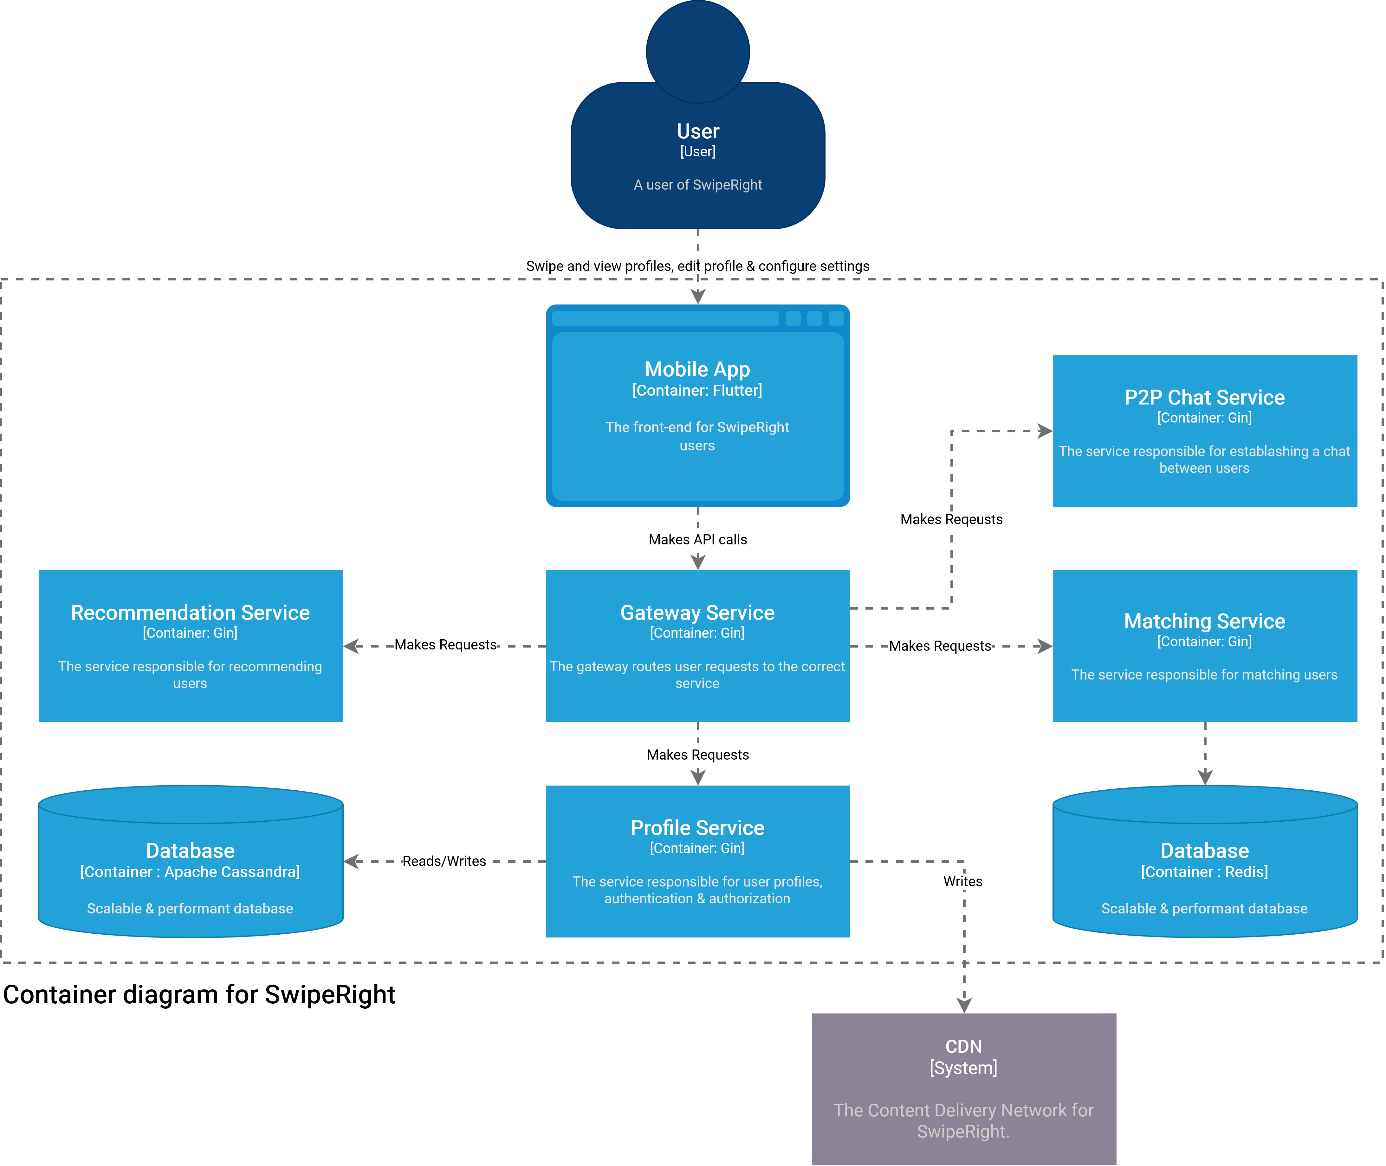 User
[User]
A user of SwipeRight
Swipe and view profiles, edit profile & configure settings
Mobile App
[Container: Flutter]
The front-end for SwipeRight
users
P2P Chat Service
[Container: Gin]
The service responsible for establashing a chat
between users
Makes Reqeusts
Makes API calls
Recommendation Service
[Container: Gin]
The service responsible for recommending
users
Makes Requests
Gateway Service
[Container: Gin]
The gateway routes user requests to the correct
service
Makes Requests
Matching Service
[Container: Gin]
The service responsible for matching users
Makes Requests
Database
[Container : Apache Cassandra]
Scalable & performant database
Reads/Writes
Profile Service
[Container: Gin]
The service responsible for user profiles,
authentication & authorization
Writes
Database
[Container : Redis]
Scalable & performant database
Container diagram for SwipeRight
CDN
[System]
The Content Delivery Network for
SwipeRight.